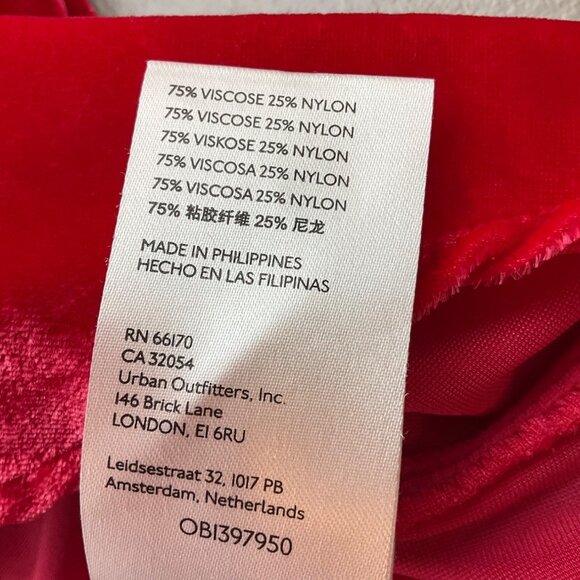 75% VISCOSE 25% NYLON
75% VISCOSE 25% NYLON
75% VISKOSE 25% NYLON
75% VISCOSA 25% NYLON
75% VISCOSA 25% NYLON
75% 粘胶纤维 25% 尼龙
MADE IN PHILIPPINES
HECHO EN LAS FILIPINAS
RN 66170
CA 32054
Urban Outfitters, Inc.
146 Brick Lane
LONDON, E1 6RU
Leidsestraat 32, 1017 PB
Amsterdam, Netherlands
OB1397950